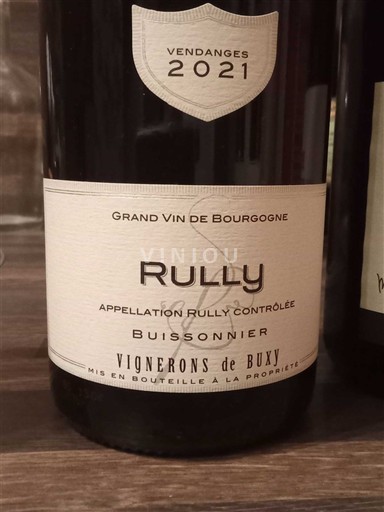 VENDANGES
2021
GRAND VIN DE BOURGOGNE
VINIOU
RULLY
APPELLATION RULLY CONTRÔLÉE
BUISSONNIER
VIGNERONS de BUXY
MIS EN BOUTEILLE À LA PROPRIÉTÉ